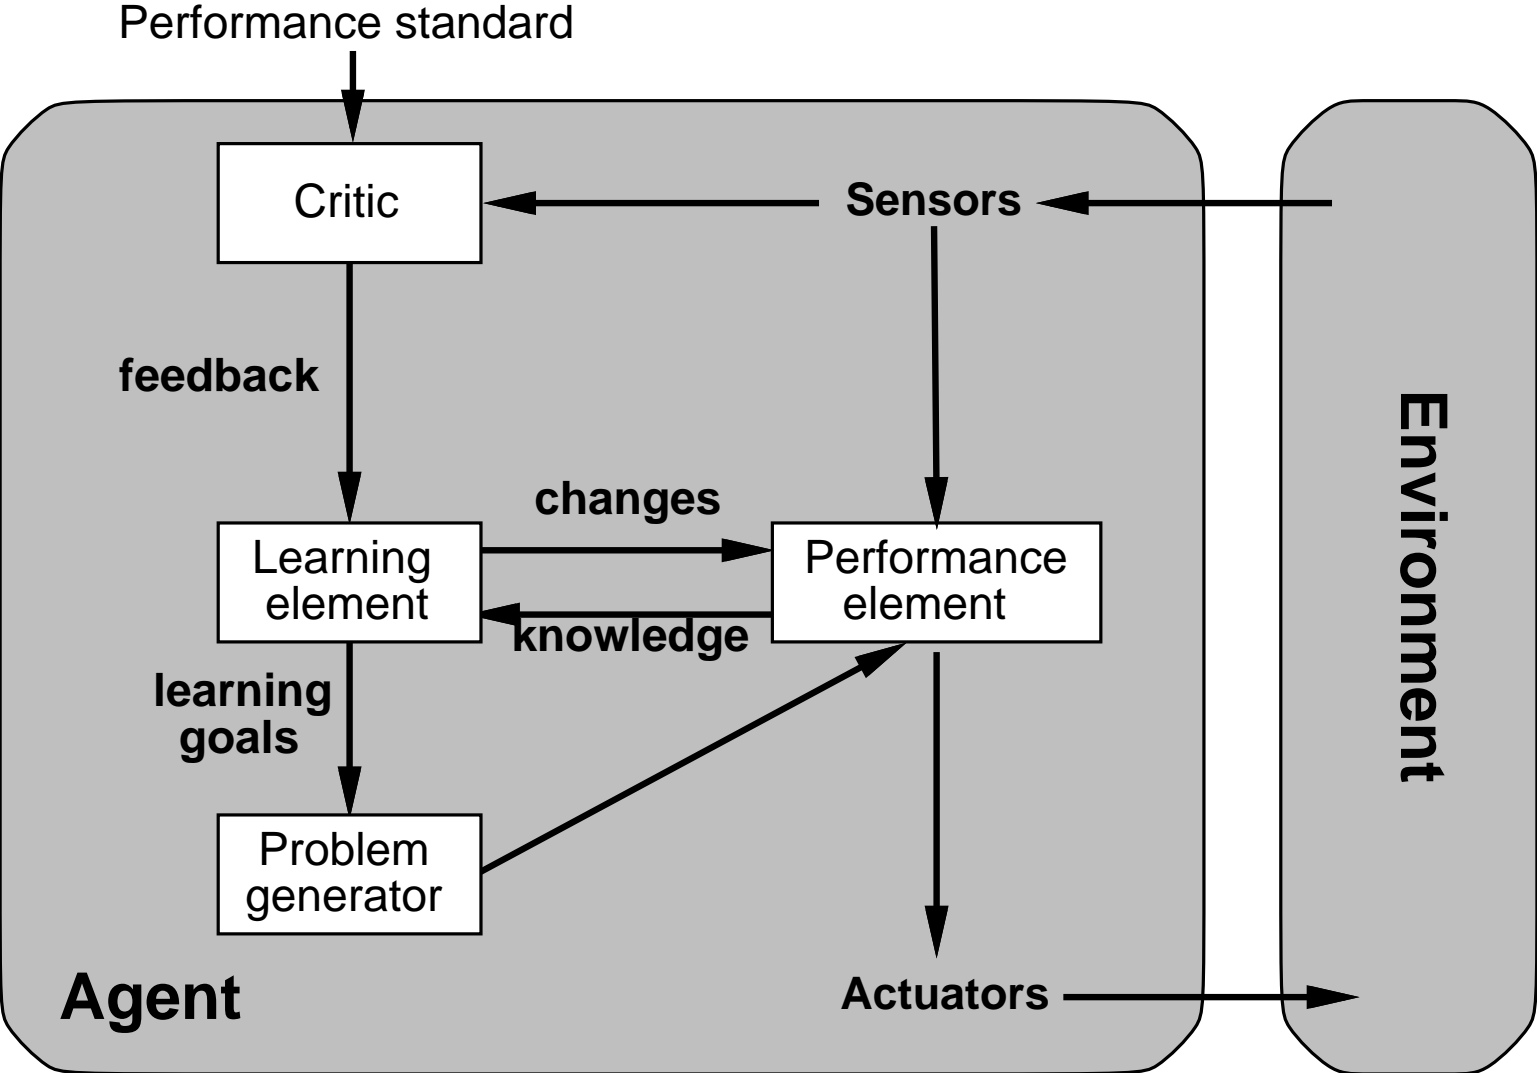 Performance standard
Critic
Sensors
feedback
changes
Learning
element
Performance
element
knowledge
learning
goals
Problem
generator
Agent
Actuators
Environment